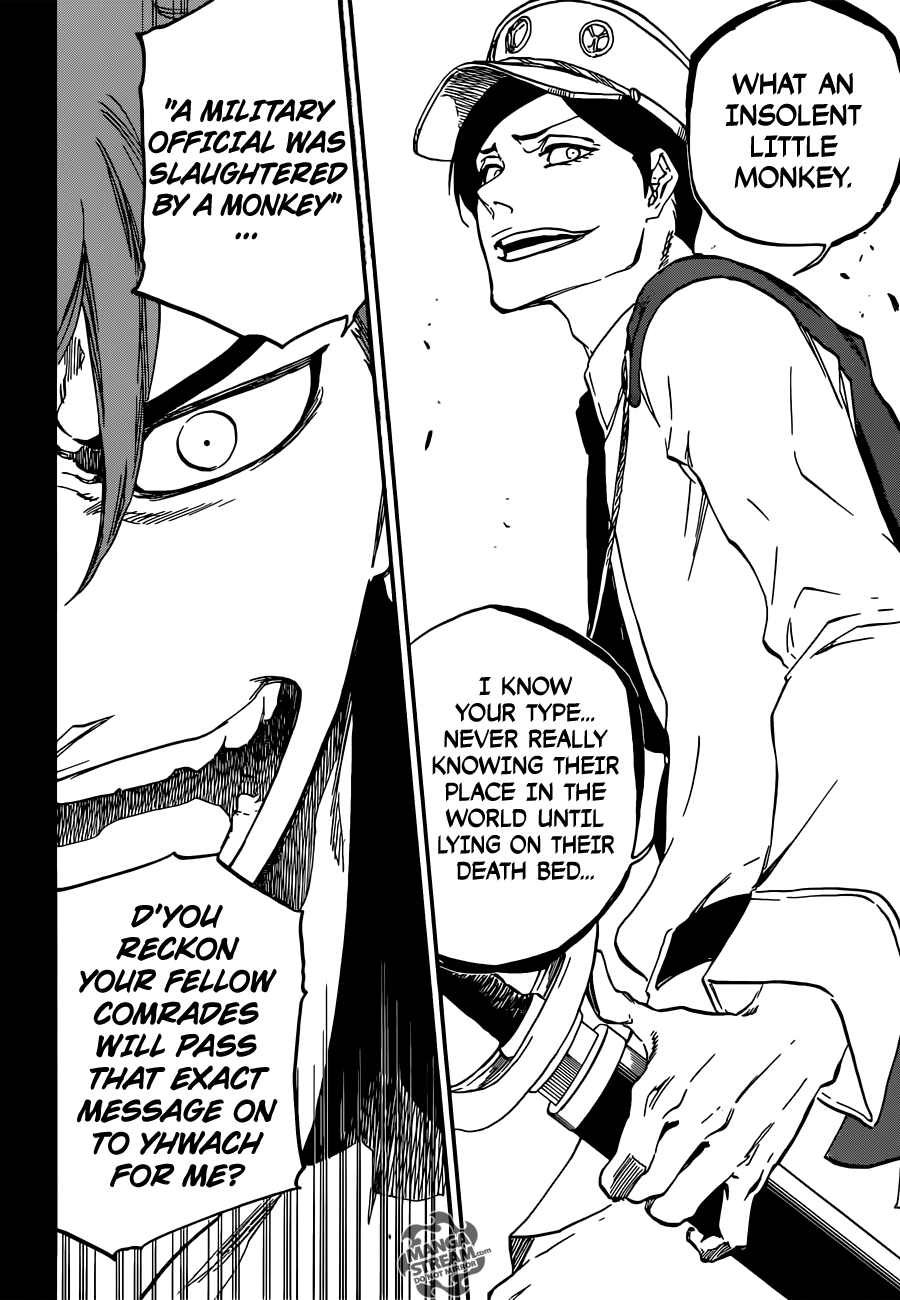 WHAT AN
INSOLENT
LITTLE
MONKEY.
I KNOW
YOUR TYPE...
NEVER REALLY
KNOWING THEIR
PLACE IN THE
WORLD UNTIL
LYING ON THEIR
DEATH BED...
"A MILITARY
OFFICIAL WAS
SLAUGHTERED
BY A MONKEY"
...
D'YOU
RECKON
YOUR FELLOW
COMRADES
WILL PASS
THAT EXACT
MESSAGE ON
TO YHWACH
FOR ME?
MANGA
STREAM.com
DO NOT MIRROR!